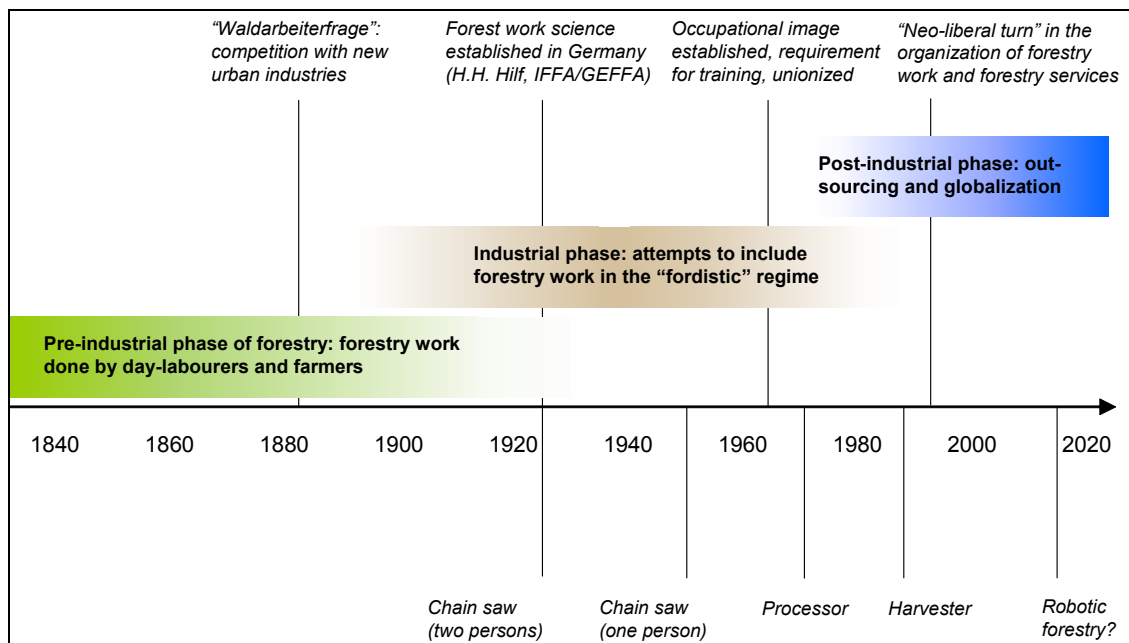 “Waldarbeiterfrage”:
competition with new
urban industries
Forest work science
established in Germany
(H.H. Hilf, IFFA/GEFFA)
Occupational image
established, requirement
for training, unionized
“Neo-liberal turn” in the
organization of forestry
work and forestry services
Post-industrial phase: out-
sourcing and globalization
Industrial phase: attempts to include
forestry work in the “fordistic” regime
Pre-industrial phase of forestry: forestry work
done by day-labourers and farmers
1840 1860 1880 1900 1920 1940 1960 1980 2000 2020
Chain saw
(two persons)
Chain saw
(one person)
Processor
Harvester
Robotic
forestry?